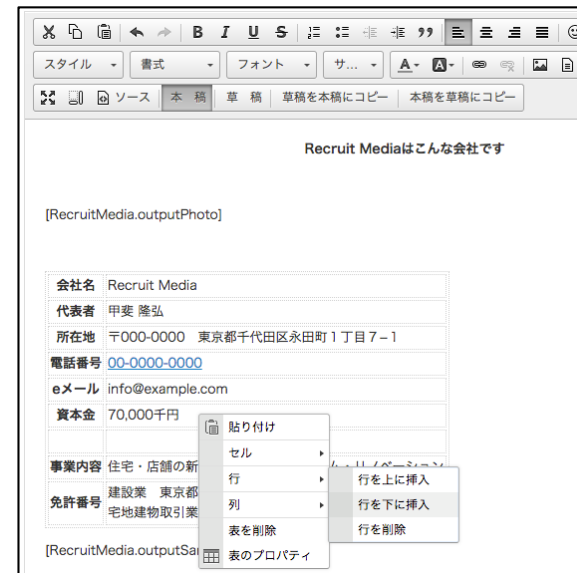 スタイル 書式 フォント サ... A A
ソース 本 稿 草 稿 草稿を本稿にコピー 本稿を草稿にコピー
Recruit Mediaはこんな会社です
[RecruitMedia.outputPhoto]
会社名 Recruit Media
代表者 甲斐 隆弘
所在地 〒000-0000 東京都千代田区永田町１丁目７−１
電話番号 00-0000-0000
eメール info@example.com
資本金 70,000千円
事業内容 住宅・店舗の新
免許番号 建設業 東京都
宅地建物取引業
[RecruitMedia.outputSa
貼り付け
セル
行
列
表を削除
表のプロパティ
行を上に挿入
行を下に挿入
行を削除